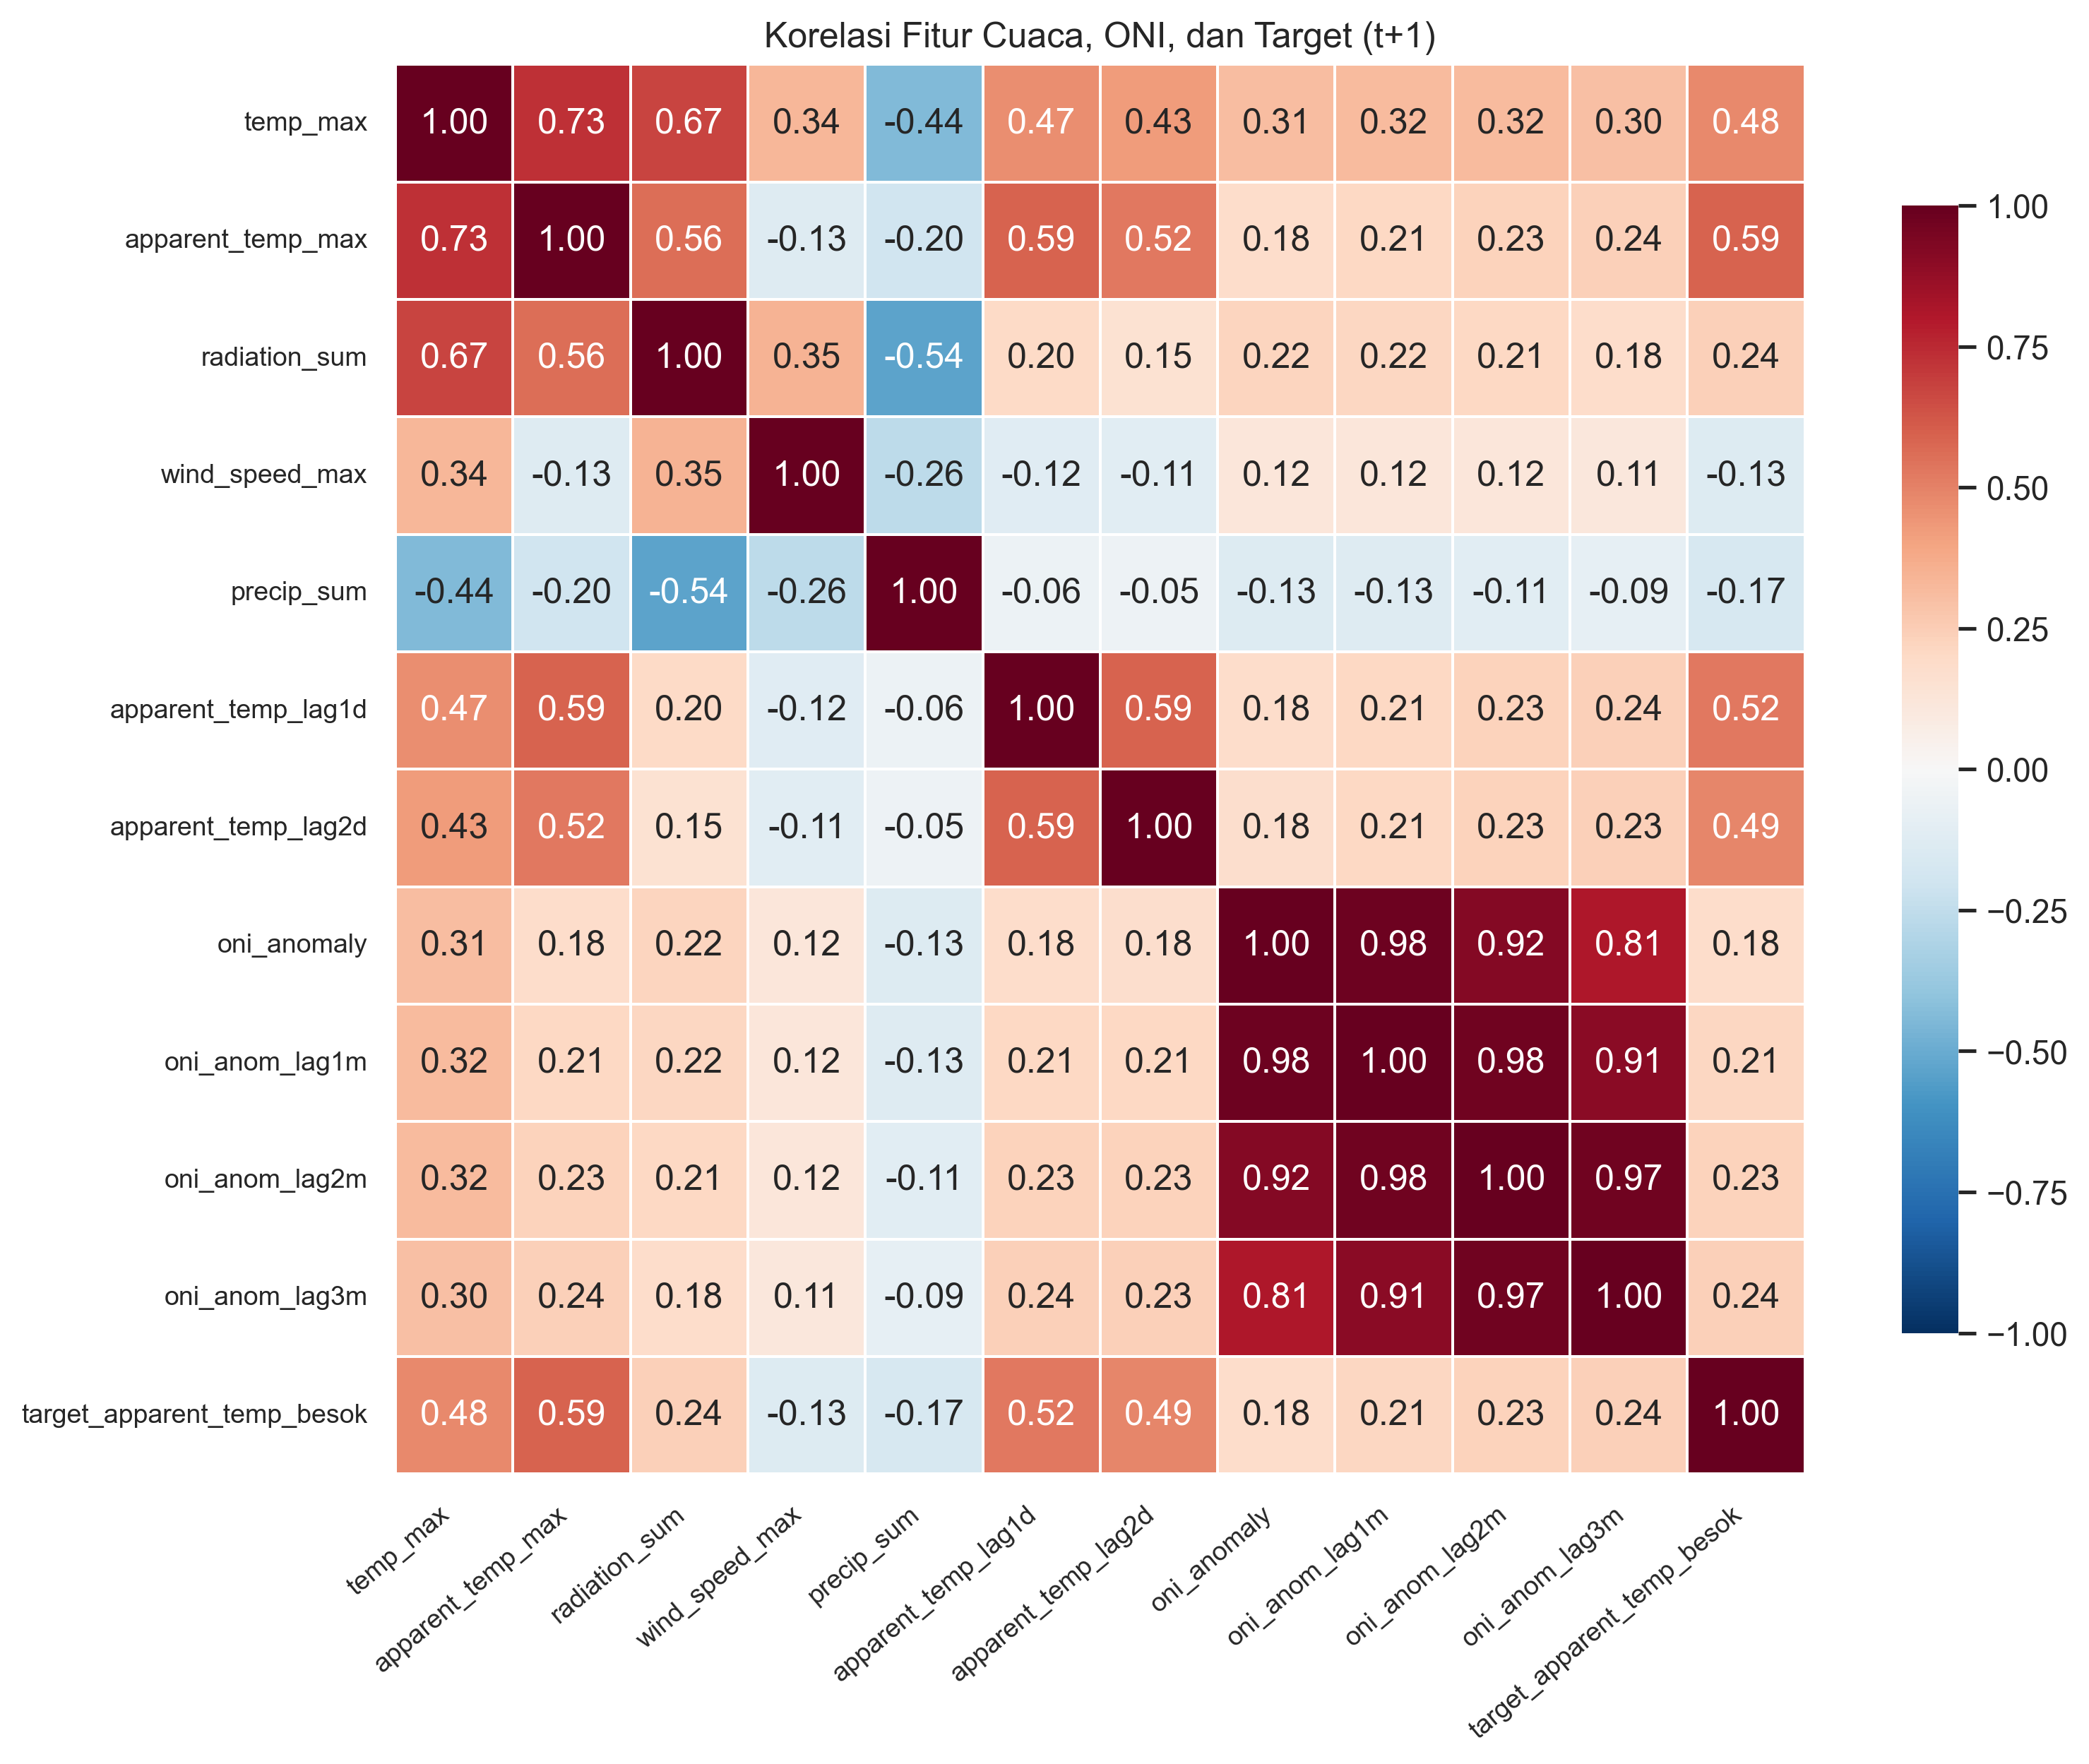 Korelasi Fitur Cuaca, ONI, dan Target (t+1)
temp_max 1.00 0.73 0.67 0.34 -0.44 0.47 0.43 0.31 0.32 0.32 0.30 0.48
apparent_temp_max 0.73 1.00 0.56 -0.13 -0.20 0.59 0.52 0.18 0.21 0.23 0.24 0.59
radiation_sum 0.67 0.56 1.00 0.35 -0.54 0.20 0.15 0.22 0.22 0.21 0.18 0.24
wind_speed_max 0.34 -0.13 0.35 1.00 -0.26 -0.12 -0.11 0.12 0.12 0.12 0.11 -0.13
precip_sum -0.44 -0.20 -0.54 -0.26 1.00 -0.06 -0.05 -0.13 -0.13 -0.11 -0.09 -0.17
apparent_temp_lag1d 0.47 0.59 0.20 -0.12 -0.06 1.00 0.59 0.18 0.21 0.23 0.24 0.52
apparent_temp_lag2d 0.43 0.52 0.15 -0.11 -0.05 0.59 1.00 0.18 0.21 0.23 0.23 0.49
oni_anomaly 0.31 0.18 0.22 0.12 -0.13 0.18 0.18 1.00 0.98 0.92 0.81 0.18
oni_anom_lag1m 0.32 0.21 0.22 0.12 -0.13 0.21 0.21 0.98 1.00 0.98 0.91 0.21
oni_anom_lag2m 0.32 0.23 0.21 0.12 -0.11 0.23 0.23 0.92 0.98 1.00 0.97 0.23
oni_anom_lag3m 0.30 0.24 0.18 0.11 -0.09 0.24 0.23 0.81 0.91 0.97 1.00 0.24
target_apparent_temp_besok 0.48 0.59 0.24 -0.13 -0.17 0.52 0.49 0.18 0.21 0.23 0.24 1.00
temp_max
apparent_temp_max
radiation_sum
wind_speed_max
precip_sum
apparent_temp_lag1d
apparent_temp_lag2d
oni_anomaly
oni_anom_lag1m
oni_anom_lag2m
oni_anom_lag3m
target_apparent_temp_besok
1.00
0.75
0.50
0.25
0.00
−0.25
−0.50
−0.75
−1.00